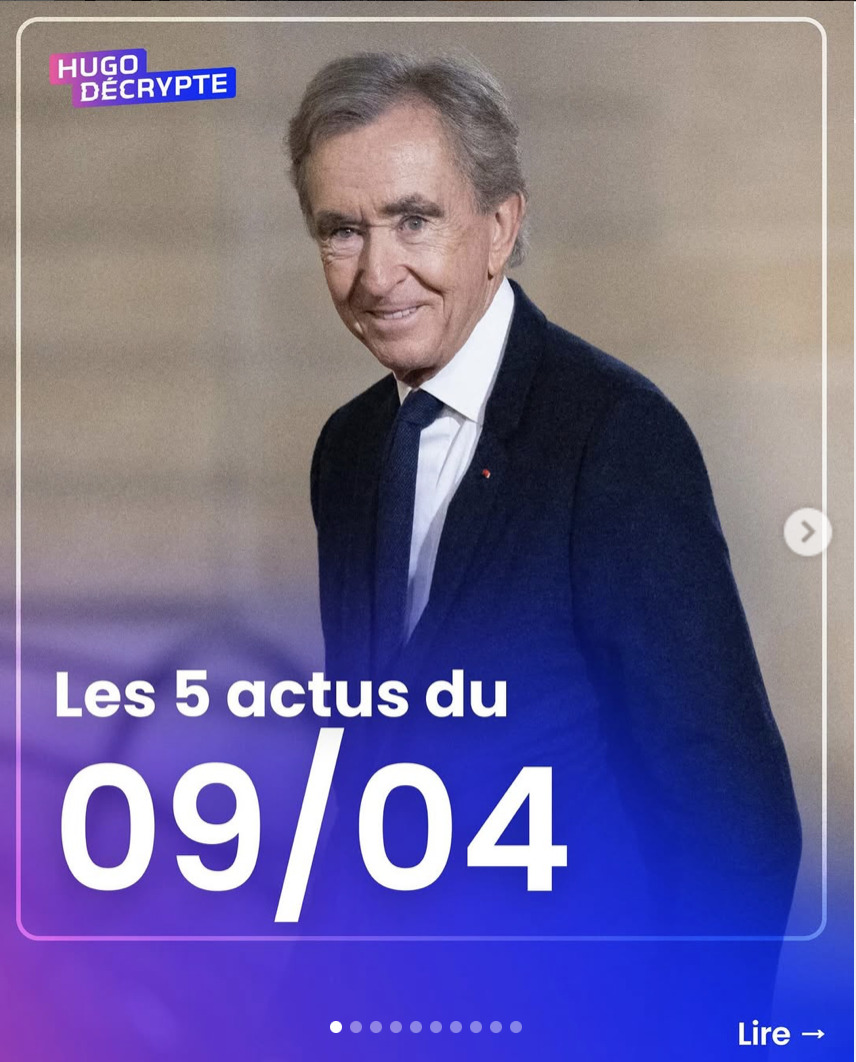 HUGO
DÉCRYPTE
Les 5 actus du
09/04
Lire →